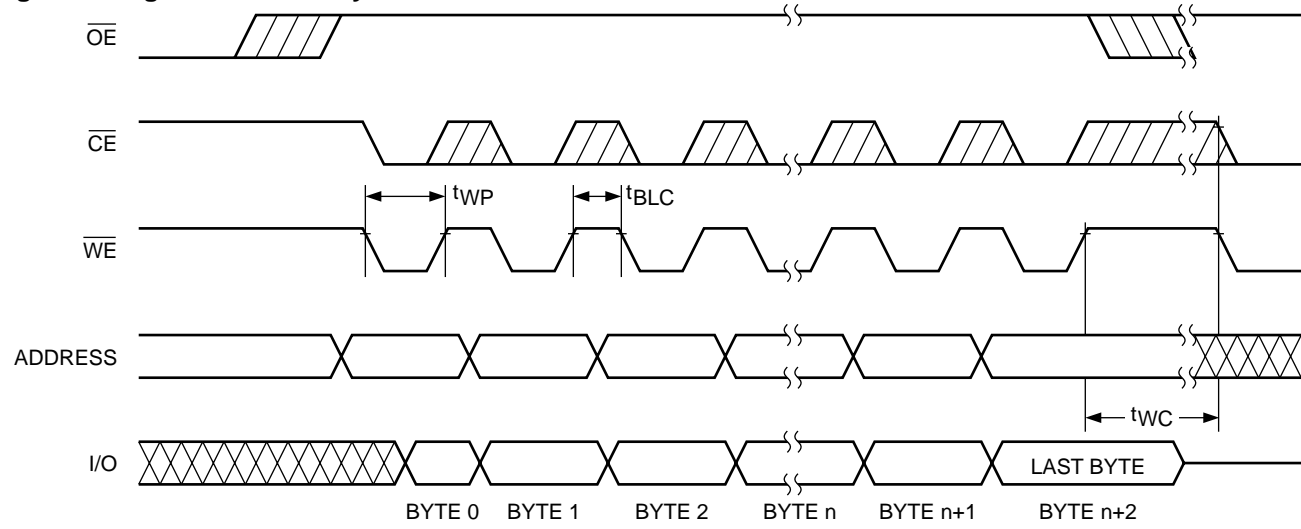 OE
CE
tWP
tBLC
WE
ADDRESS
tWC
I/O
LAST BYTE
BYTE 0 BYTE 1 BYTE 2 BYTE n BYTE n+1 BYTE n+2